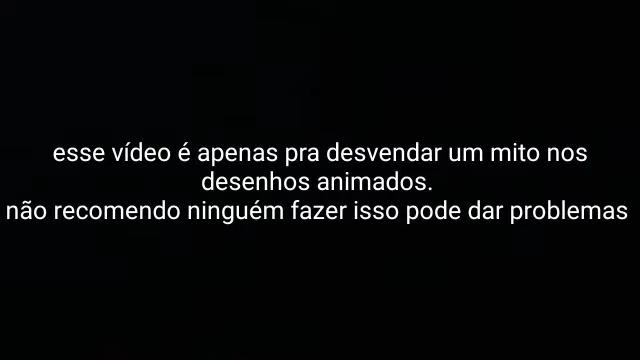 esse vídeo é apenas pra desvendar um mito nos
desenhos animados.
não recomendo ninguém fazer isso pode dar problemas